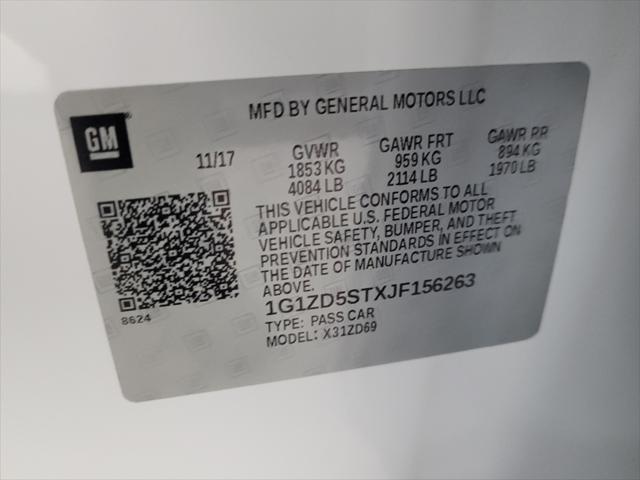 MFD BY GENERAL MOTORS LLC
GM
®
11/17
GVWR
1853 KG
4084 LB
GAWR FRT
959 KG
2114 LB
GAWR RR
894 KG
1970 LB
THIS VEHICLE CONFORMS TO ALL
APPLICABLE U.S. FEDERAL MOTOR
VEHICLE SAFETY, BUMPER, AND THEFT
PREVENTION STANDARDS IN EFFECT ON
THE DATE OF MANUFACTURE SHOWN
ABOVE.
8624
1G1ZD5STXJF156263
TYPE: PASS CAR
MODEL: X31ZD69